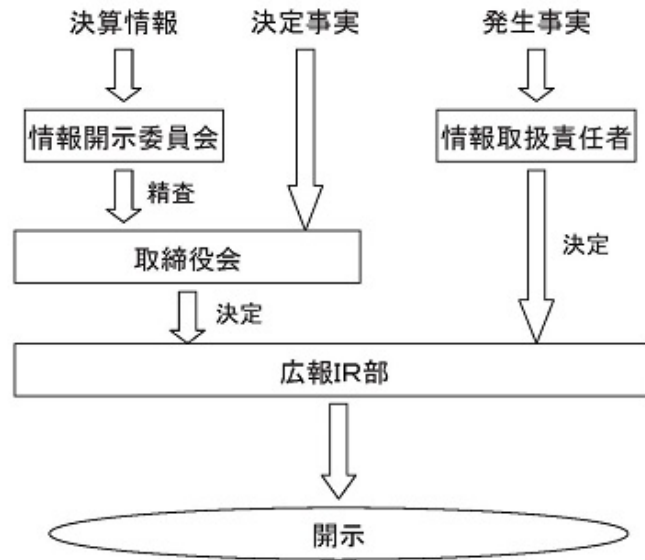 決算情報
決定事実
発生事実
情報開示委員会
情報取扱責任者
精査
取締役会
決定
決定
広報IR部
開示